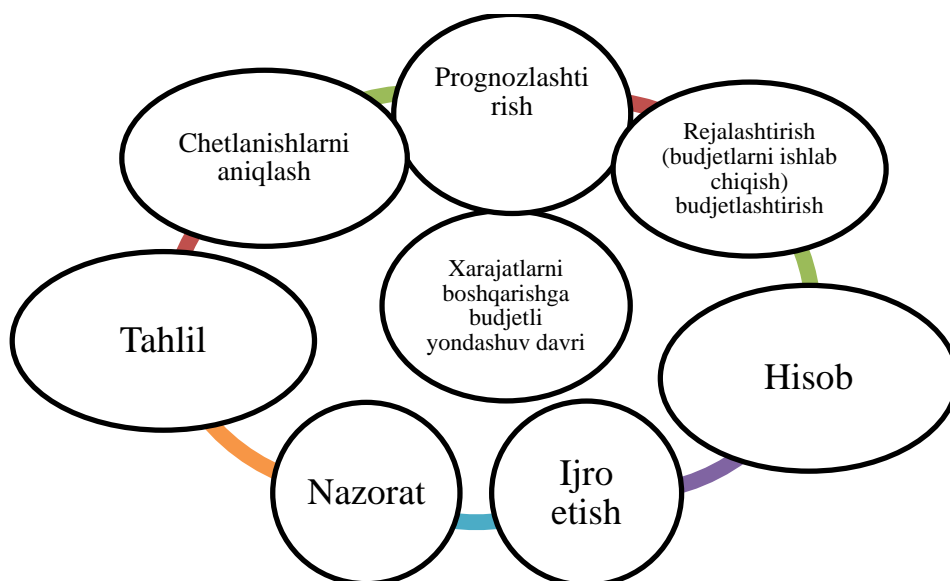 Prognozlashti
rish
Rejalashtirish
(budjetlarni ishlab
chiqish)
budjetlashtirish
Hisob
Ijro
etish
Nazorat
Tahlil
Chetlanishlarni
aniqlash
Xarajatlarni
boshqarishga
budjetli
yondashuv davri